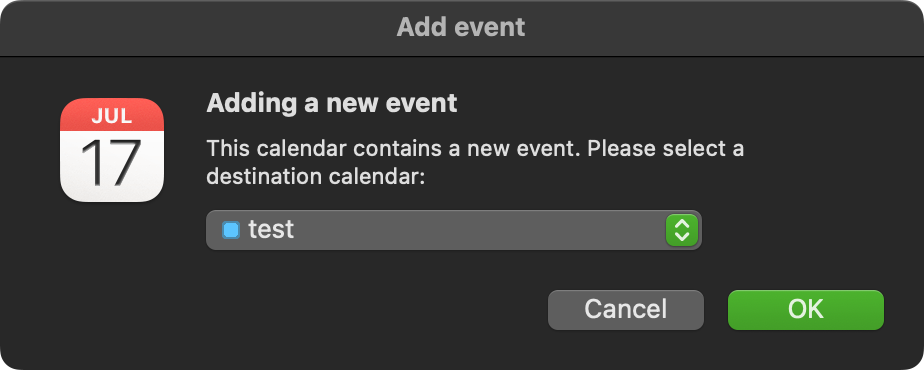 Add event
Adding a new event
JUL
17
This calendar contains a new event. Please select a
destination calendar:
test
Cancel
OK